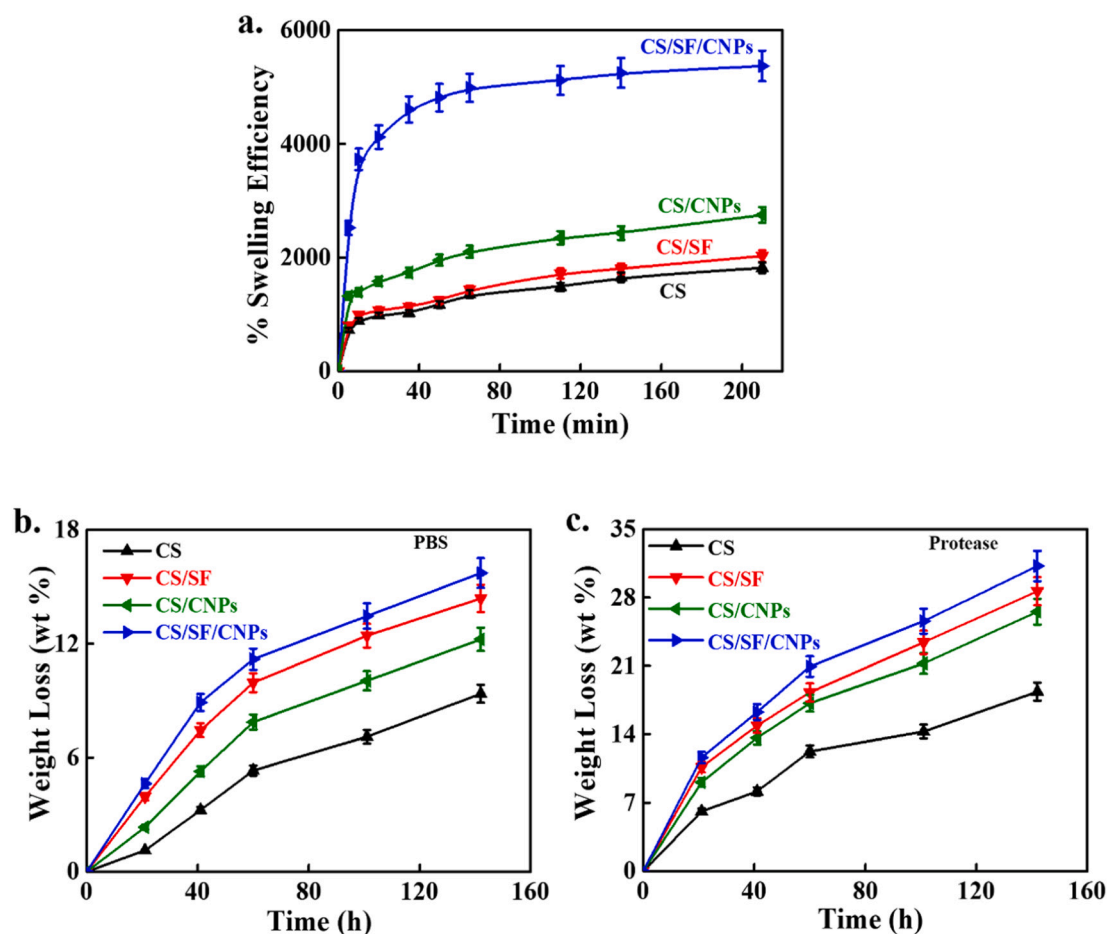 a.
6000
4000
2000
0
% Swelling Efficiency
CS/SF/CNPs
CS/CNPs
CS/SF
CS
0 40 80 120 160 200
Time (min)
b.
18
12
6
0
Weight Loss (wt %)
CS
CS/SF
CS/CNPs
CS/SF/CNPs
PBS
0 40 80 120 160
Time (h)
c.
35
28
21
14
7
0
Weight Loss (wt %)
CS
CS/SF
CS/CNPs
CS/SF/CNPs
Protease
0 40 80 120 160
Time (h)